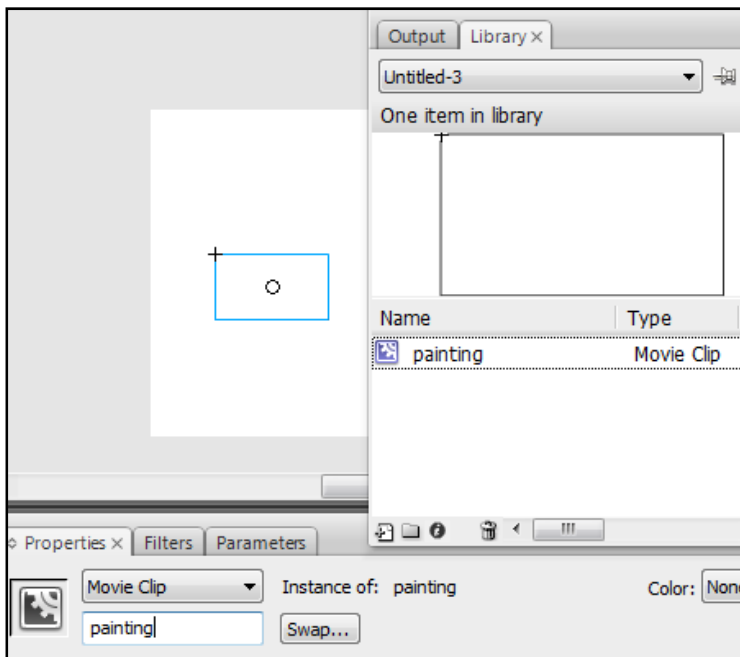 Output Library ×
Untitled-3
One item in library
Name Type
painting Movie Clip
Properties × Filters Parameters
Movie Clip Instance of: painting Color: None
painting Swap...